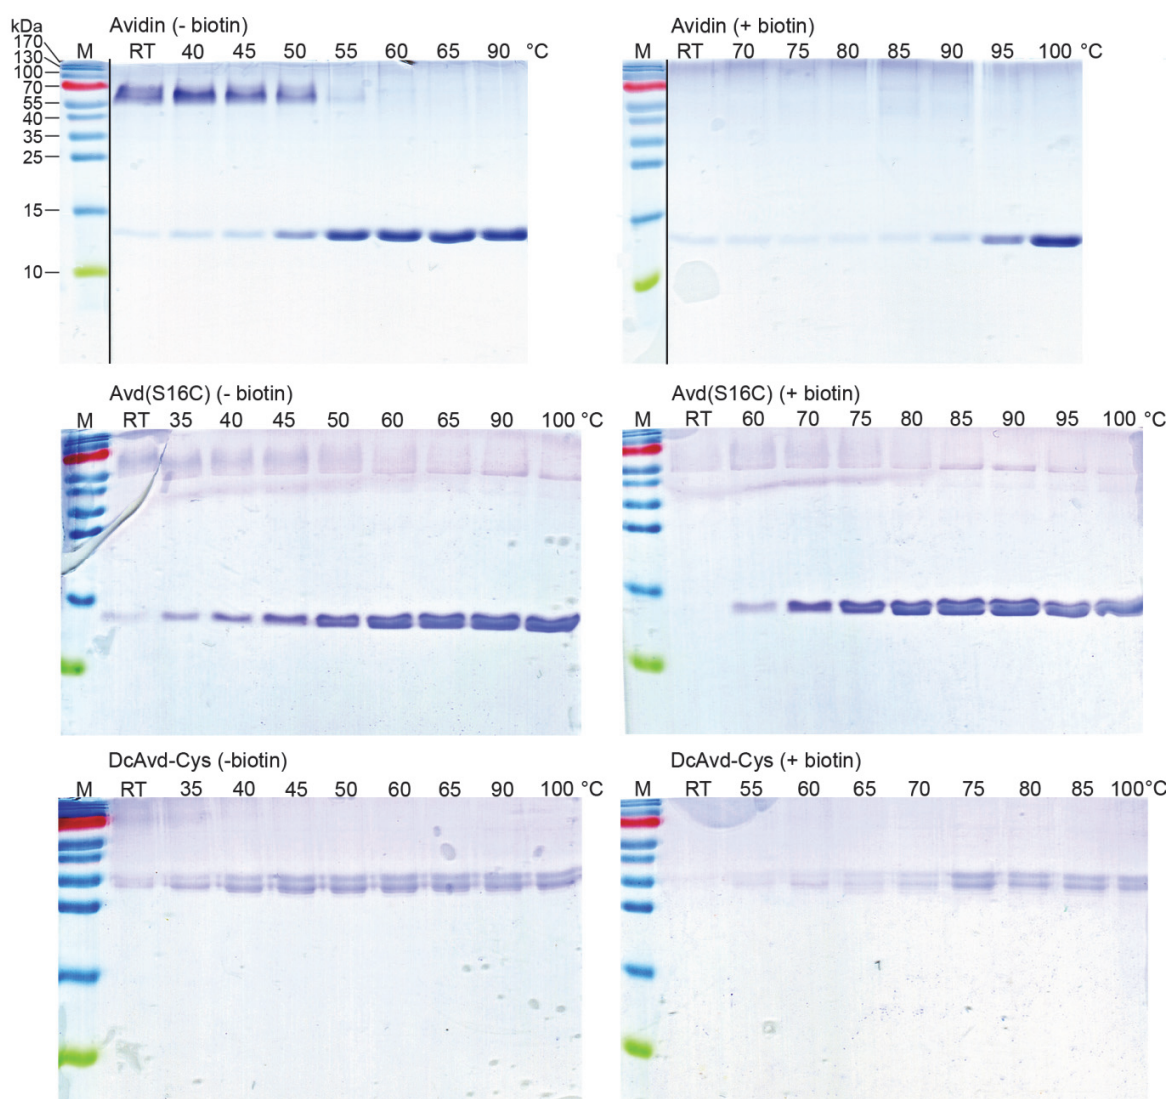 kDa
170
130
100
70
55
40
35
25
15
10
Avidin (- biotin)
M RT 40 45 50 55 60 65 90 °C
Avidin (+ biotin)
M RT 70 75 80 85 90 95 100 °C
Avd(S16C) (- biotin)
M RT 35 40 45 50 60 65 90 100 °C
Avd(S16C) (+ biotin)
M RT 60 70 75 80 85 90 95 100 °C
DcAvd-Cys (-biotin)
M RT 35 40 45 50 60 65 90 100 °C
DcAvd-Cys (+ biotin)
M RT 55 60 65 70 75 80 85 100°C